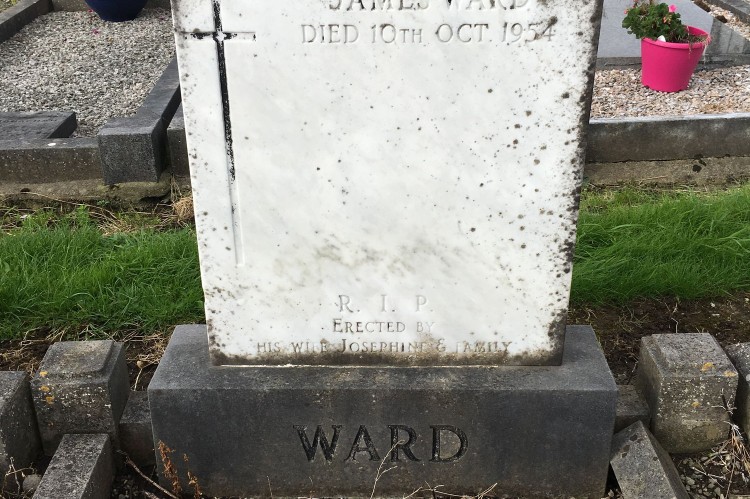 JAMES WARD
DIED 10TH OCT. 1954
R. I. P.
ERECTED BY
HIS WIFE JOSEPHINE & FAMILY
WARD